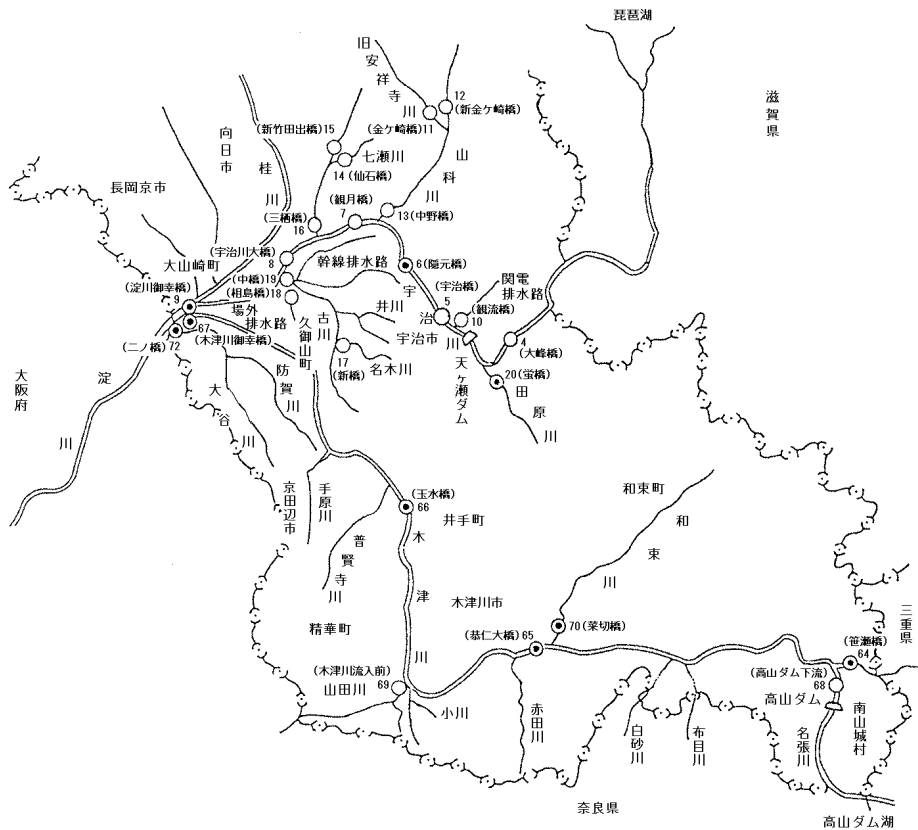 琵琶湖
滋賀県
旧安祥寺川
12
(新金ケ崎橋)
(金ケ崎橋)11
(新竹田出橋)15
七瀬川
14(仙石橋)
山科川
向日市
桂川
長岡京市
(観月橋)
7
13(中野橋)
(三栖橋)
16
(宇治川大橋)
8
幹線排水路
6(隠元橋)
大山崎町
(中橋)19
(相島橋)18
(淀川御幸橋)
9
場外
排水路
67
(木津川御幸橋)
(二ノ橋)
72
宇治川
(宇治橋)
5
関電
排水路
(観流橋)
10
井川
宇治市
古川
久御山町
17
(新橋)
名木川
4
(大峰橋)
天ヶ瀬ダム
20(蛍橋)
田原川
大阪府
淀川
大谷川
防賀川
京田辺市
手原川
(玉水橋)
66
井手町
和束町
和束川
普賢寺川
木津川
木津川市
精華町
70(菜切橋)
(恭仁大橋)65
三重県
(笹瀬橋)
64
(高山ダム下流)
68
高山ダム
(木津川流入前)
69
山田川
小川
赤田川
白砂川
布目川
名張川
南山城村
奈良県
高山ダム湖